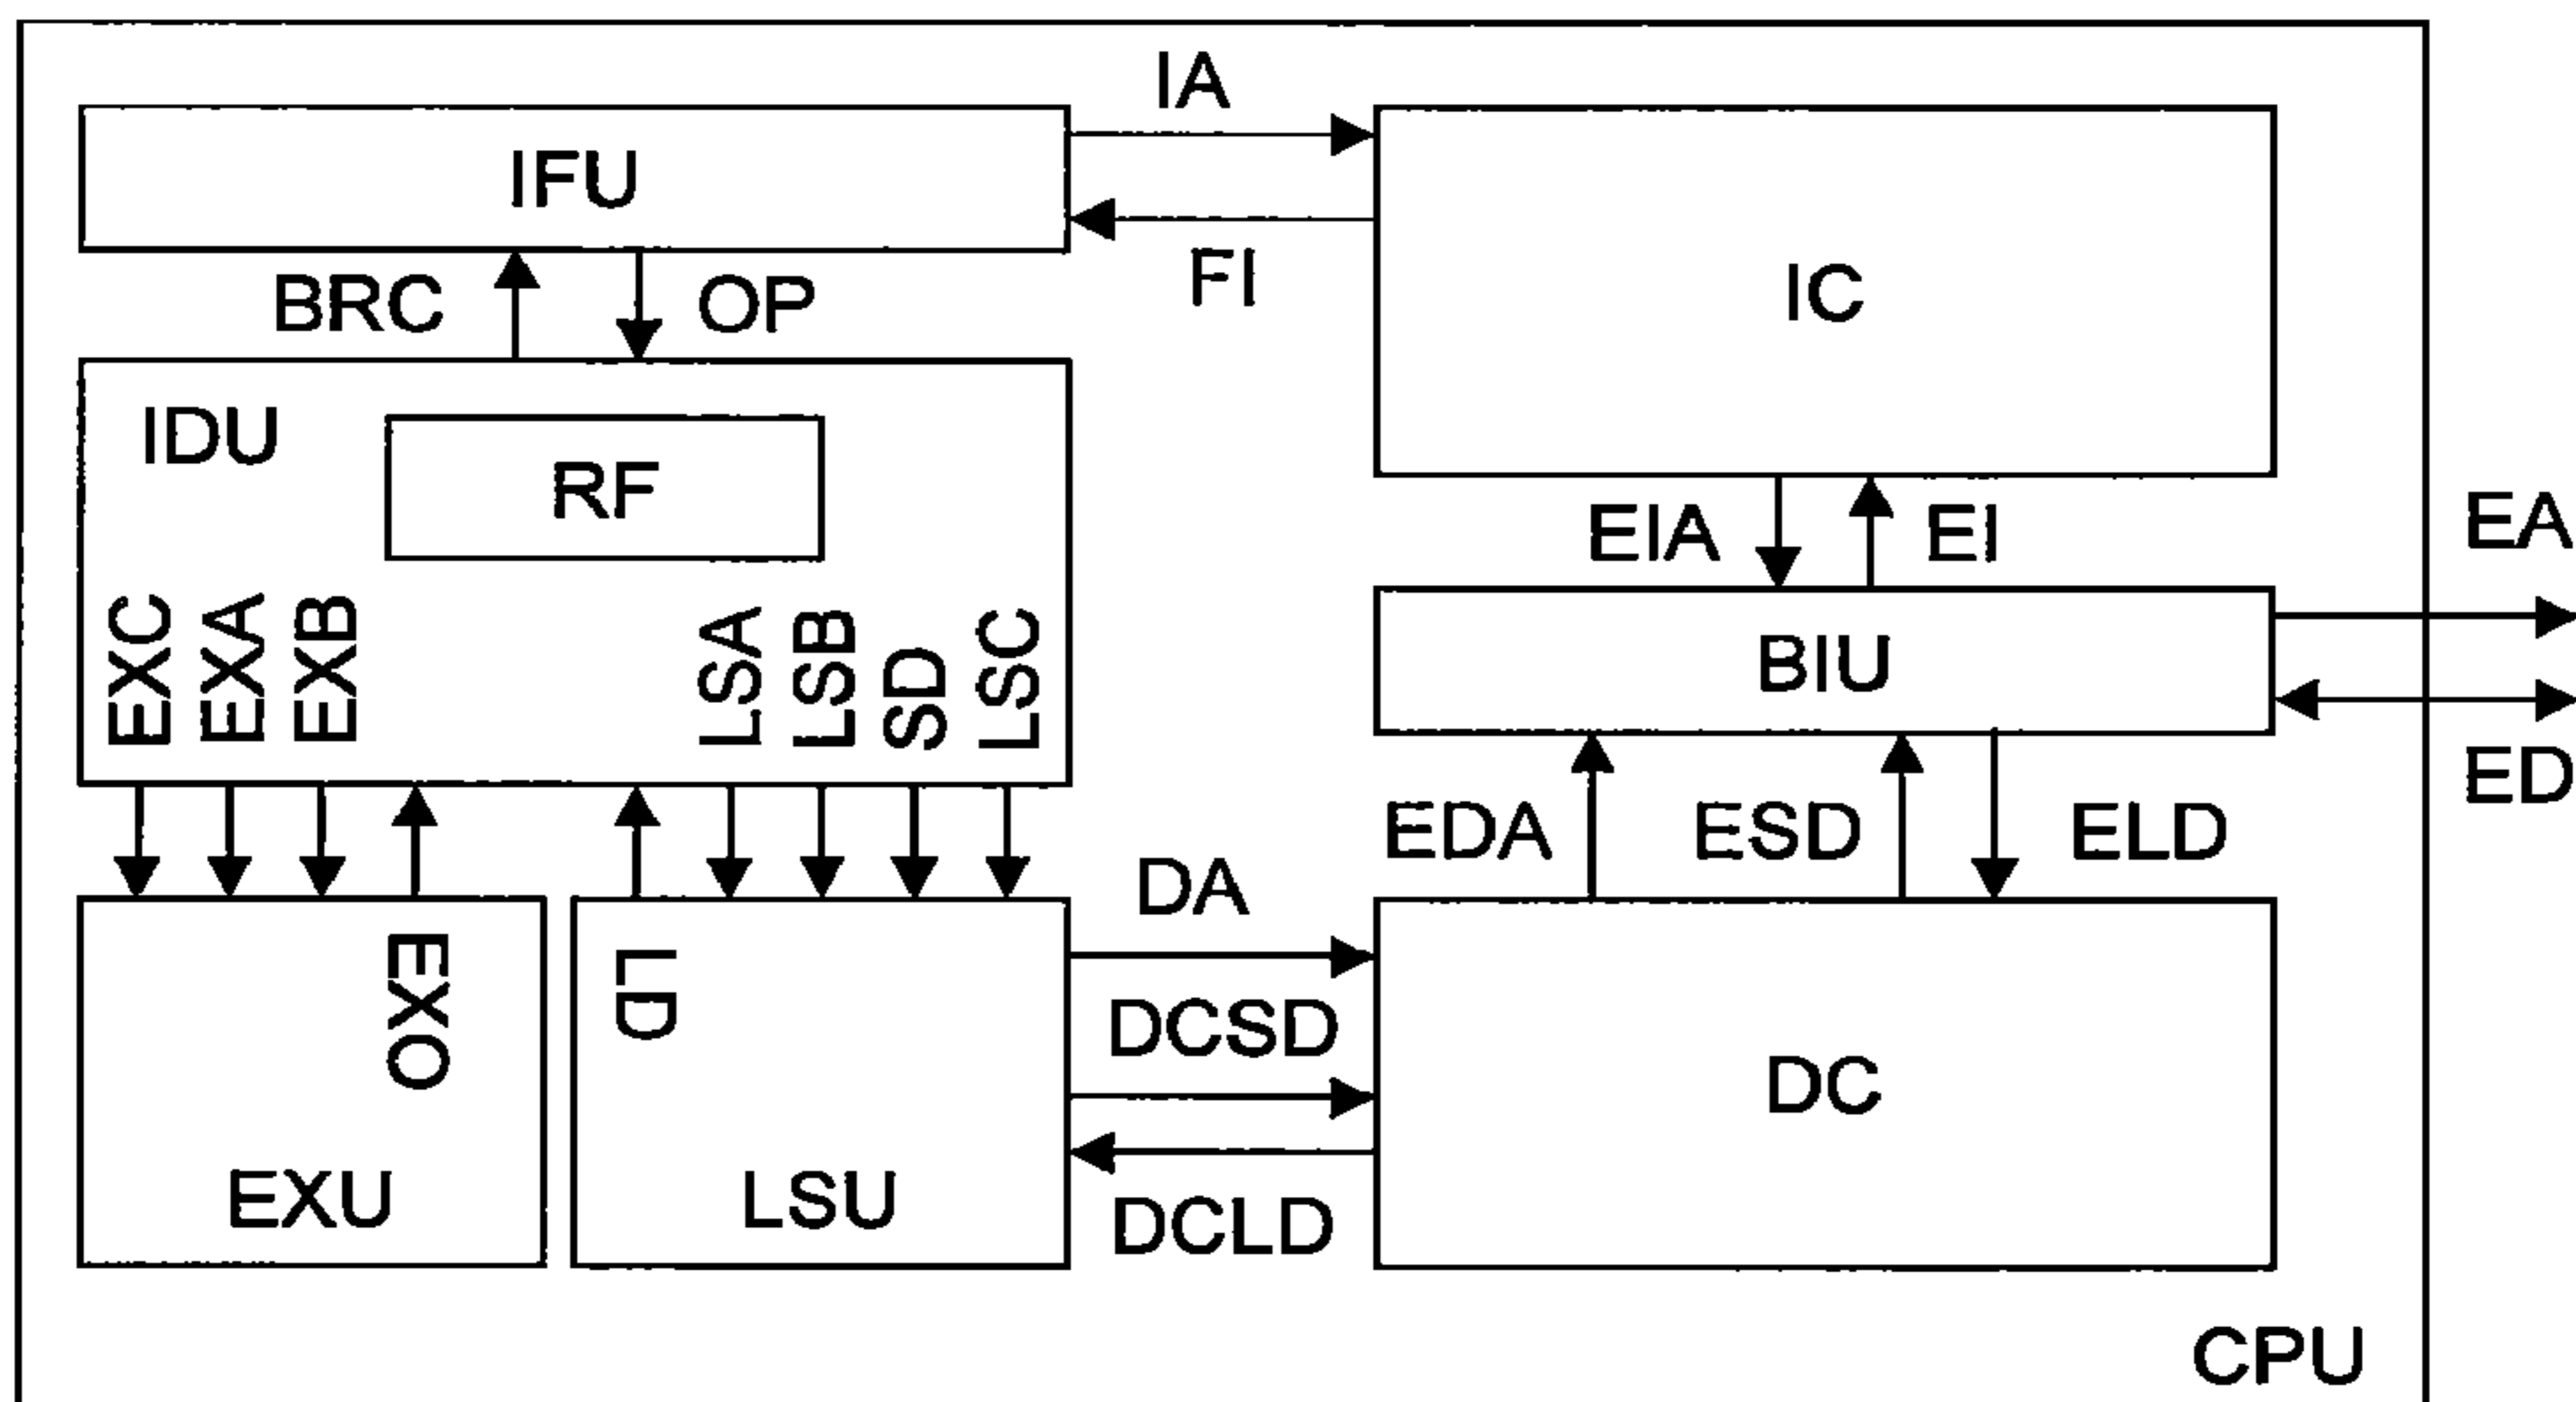 IA
IFU
FI
IC
BRC
OP
IDU
RF
EXC
EXA
EXB
LSA
LSB
SD
LSC
EIA
EI
EA
BIU
ED
EDA
ESD
ELD
DA
EXO
LD
DCSD
DC
EXU
LSU
DCLD
CPU